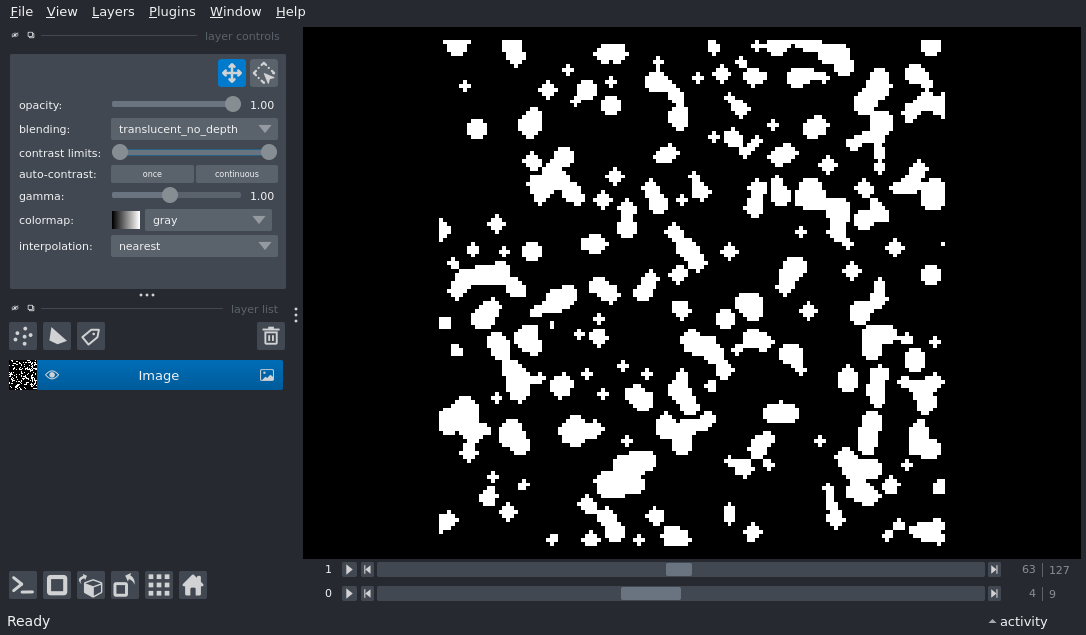 File View Layers Plugins Window Help
layer controls
opacity: 1.00
blending: translucent_no_depth
contrast limits:
auto-contrast: once continuous
gamma: 1.00
colormap: gray
interpolation: nearest
layer list
Image
1 63 127
0 4 9
Ready activity